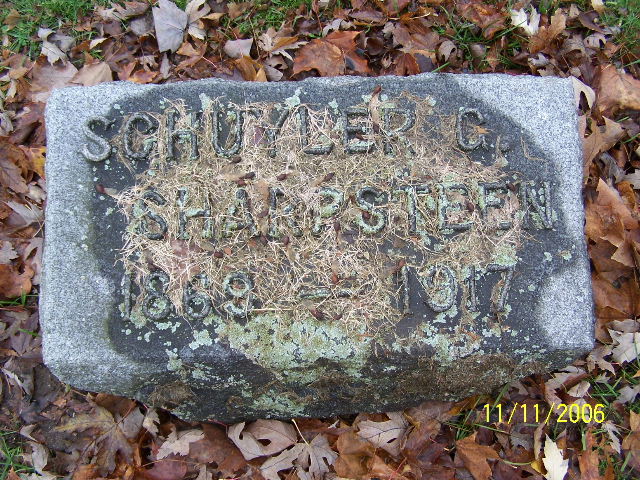 SCHUYLER C.
SHARPSTEEN
1868 — 1917
11/11/2006